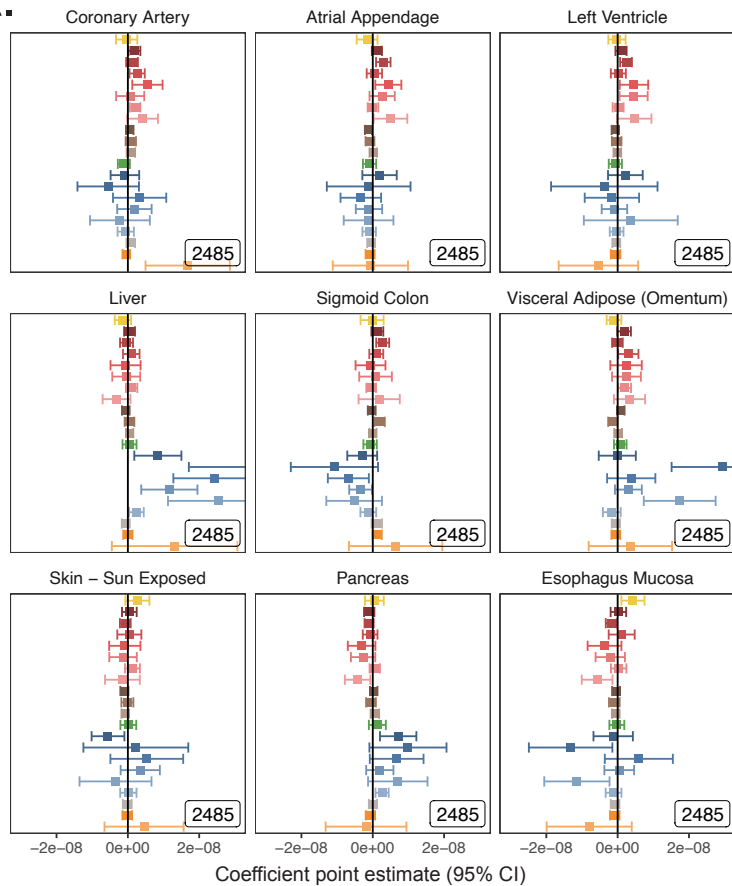 Coronary Artery Atrial Appendage Left Ventricle
2485 2485 2485
Liver Sigmoid Colon Visceral Adipose (Omentum)
2485 2485 2485
Skin – Sun Exposed Pancreas Esophagus Mucosa
2485 2485 2485
−2e−08 0e+00 2e−08 −2e−08 0e+00 2e−08 −2e−08 0e+00 2e−08
Coefficient point estimate (95% CI)